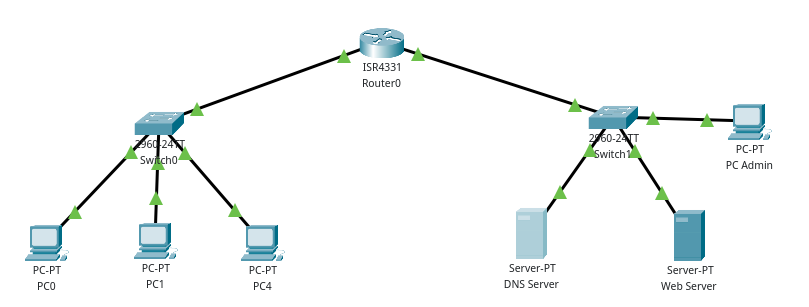 ISR4331
Router0
2960-24TT
Switch0
2960-24TT
Switch1
PC-PT
PC Admin
PC-PT
PC0
PC-PT
PC1
PC-PT
PC4
Server-PT
DNS Server
Server-PT
Web Server